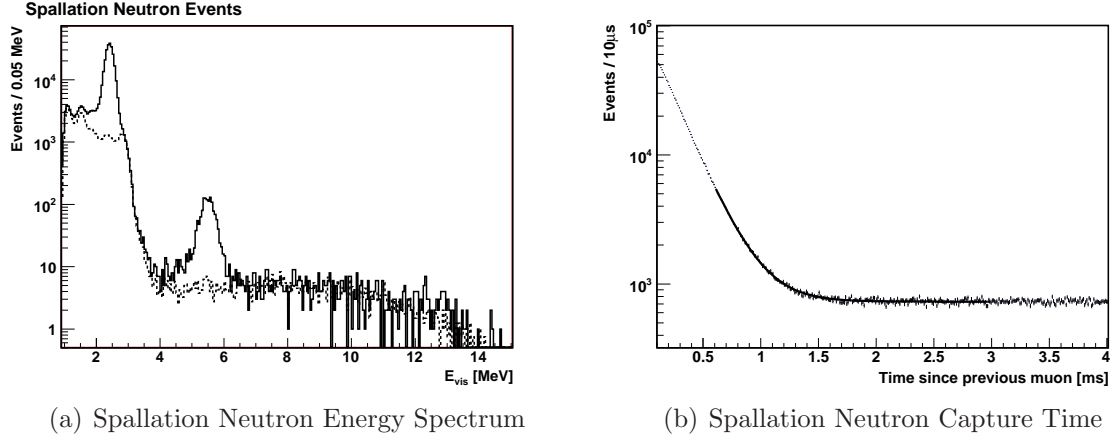 Spallation Neutron Events
Events / 0.05 MeV
10⁴
10³
10²
10
1
2 4 6 8 10 12 14
E_vis [MeV]
(a) Spallation Neutron Energy Spectrum
Events / 10μs
10⁵
10⁴
10³
0.5 1 1.5 2 2.5 3 3.5 4
Time since previous muon [ms]
(b) Spallation Neutron Capture Time